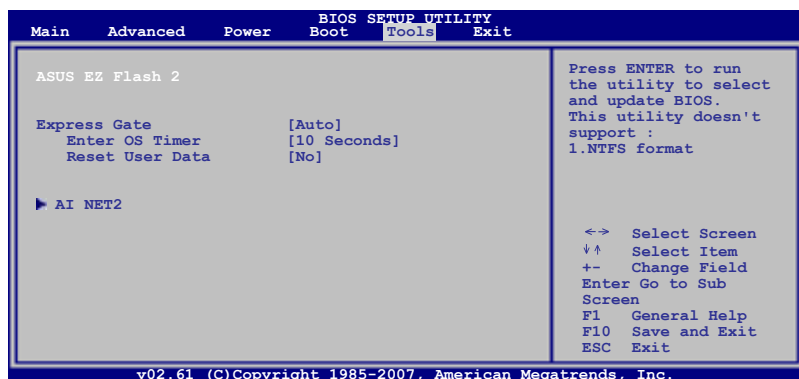 BIOS SETUP UTILITY
Main Advanced Power Boot Tools Exit
ASUS EZ Flash 2
Express Gate [Auto]
Enter OS Timer [10 Seconds]
Reset User Data [No]
AI NET2
Press ENTER to run
the utility to select
and update BIOS.
This utility doesn't
support :
1.NTFS format
←→ Select Screen
↓↑ Select Item
+- Change Field
Enter Go to Sub
Screen
F1 General Help
F10 Save and Exit
ESC Exit
v02.61 (C)Copyright 1985-2007, American Megatrends, Inc.